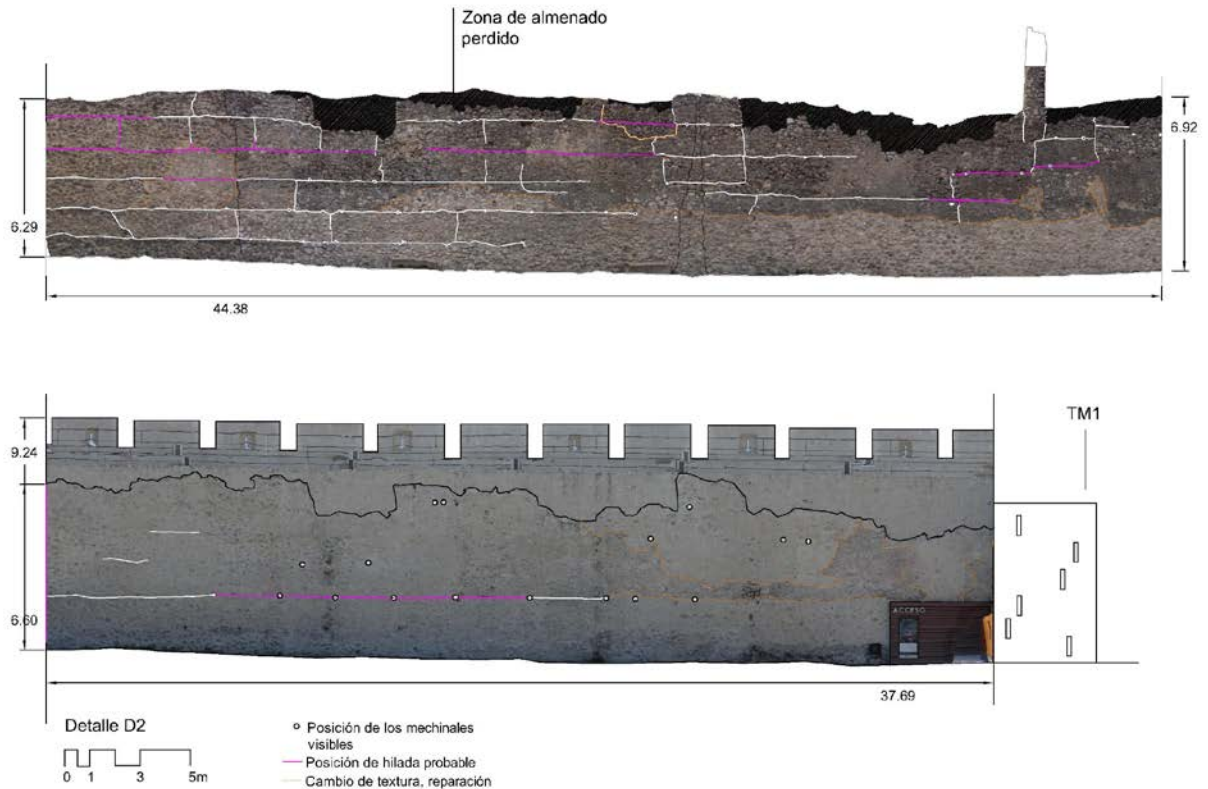 Zona de almenado
perdido
6.29
6.92
44.38
TM1
9.24
6.60
ACCESO
37.69
Detalle D2
0 1 3 5m
Posición de los mechinales
visibles
Posición de hilada probable
Cambio de textura, reparación